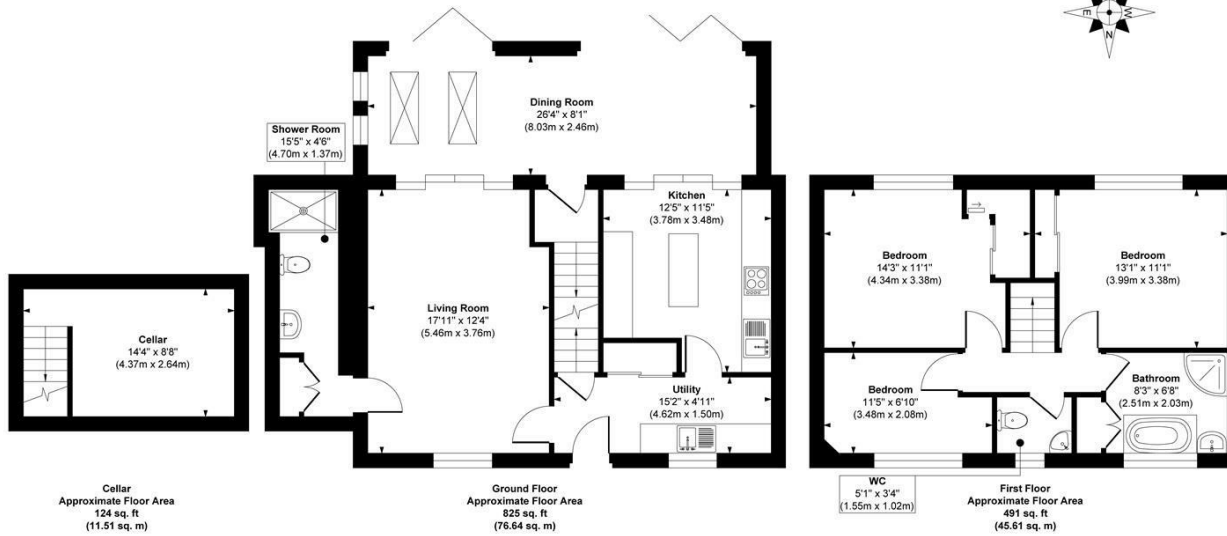 E
W
N
Dining Room
26'4" x 8'1"
(8.03m x 2.46m)
Shower Room
15'5" x 4'6"
(4.70m x 1.37m)
Kitchen
12'5" x 11'5"
(3.78m x 3.48m)
Living Room
17'11" x 12'4"
(5.46m x 3.76m)
Utility
15'2" x 4'11"
(4.62m x 1.50m)
Cellar
14'4" x 8'8"
(4.37m x 2.64m)
Bedroom
14'3" x 11'1"
(4.34m x 3.38m)
Bedroom
13'1" x 11'1"
(3.99m x 3.38m)
Bedroom
11'5" x 6'10"
(3.48m x 2.08m)
Bathroom
8'3" x 6'8"
(2.51m x 2.03m)
WC
5'1" x 3'4"
(1.55m x 1.02m)
Cellar
Approximate Floor Area
124 sq. ft
(11.51 sq. m)
Ground Floor
Approximate Floor Area
825 sq. ft
(76.64 sq. m)
First Floor
Approximate Floor Area
491 sq. ft
(45.61 sq. m)